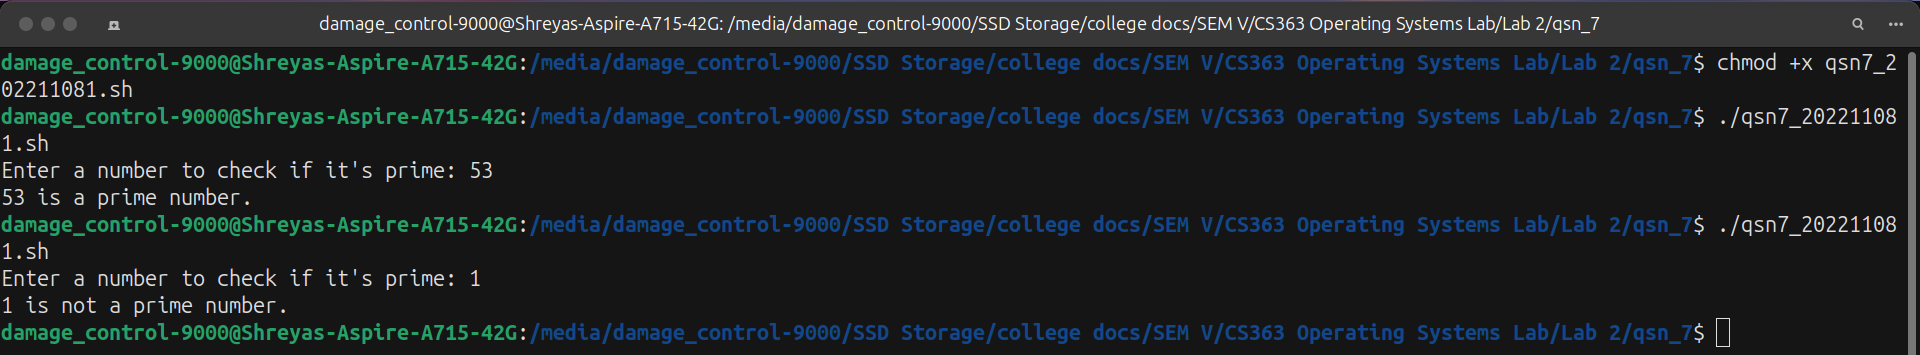 damage_control-9000@Shreyas-Aspire-A715-42G: /media/damage_control-9000/SSD Storage/college docs/SEM V/CS363 Operating Systems Lab/Lab 2/qsn_7
damage_control-9000@Shreyas-Aspire-A715-42G:/media/damage_control-9000/SSD Storage/college docs/SEM V/CS363 Operating Systems Lab/Lab 2/qsn_7$ chmod +x qsn7_2
02211081.sh
damage_control-9000@Shreyas-Aspire-A715-42G:/media/damage_control-9000/SSD Storage/college docs/SEM V/CS363 Operating Systems Lab/Lab 2/qsn_7$ ./qsn7_20221108
1.sh
Enter a number to check if it's prime: 53
53 is a prime number.
damage_control-9000@Shreyas-Aspire-A715-42G:/media/damage_control-9000/SSD Storage/college docs/SEM V/CS363 Operating Systems Lab/Lab 2/qsn_7$ ./qsn7_20221108
1.sh
Enter a number to check if it's prime: 1
1 is not a prime number.
damage_control-9000@Shreyas-Aspire-A715-42G:/media/damage_control-9000/SSD Storage/college docs/SEM V/CS363 Operating Systems Lab/Lab 2/qsn_7$